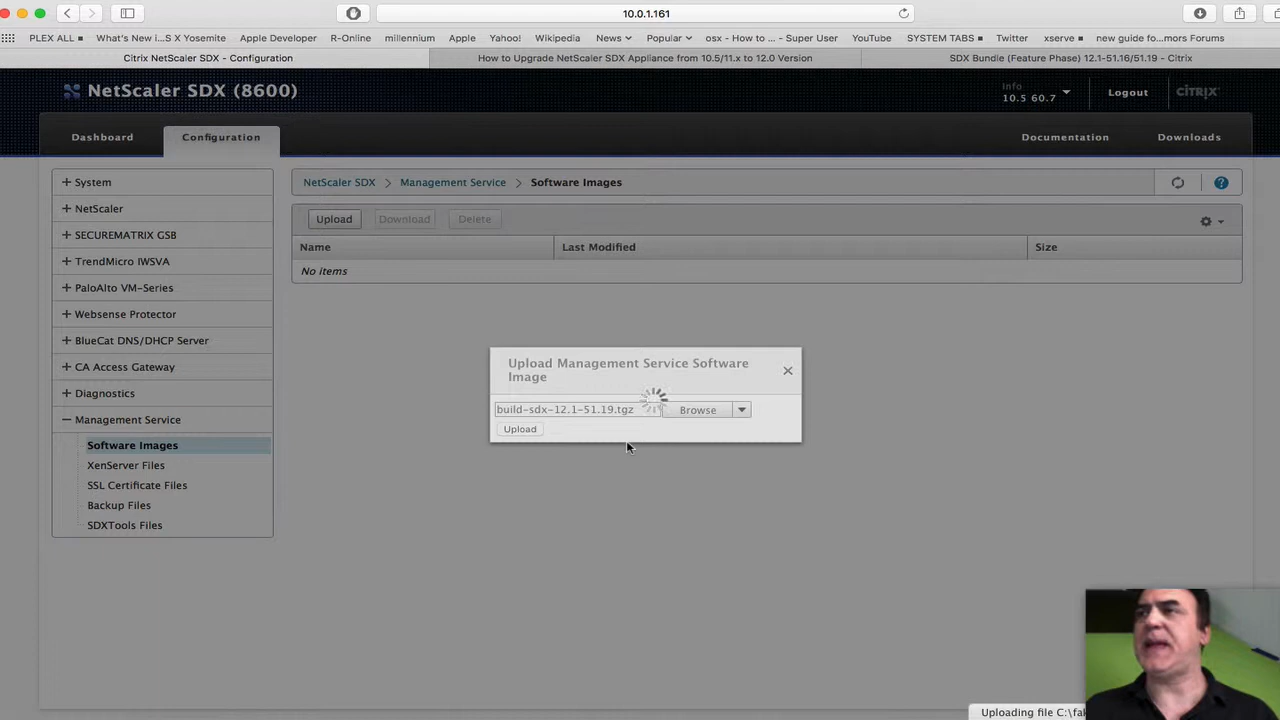 10.0.1.161
PLEX ALL
What's New i...S X Yosemite
Apple Developer
R-Online
millennium
Apple
Yahoo!
Wikipedia
News
Popular
osx - How to ... - Super User
YouTube
SYSTEM TABS
Twitter
xserve
new guide fo...mors Forums
Citrix NetScaler SDX - Configuration
How to Upgrade NetScaler SDX Appliance from 10.5/11.x to 12.0 Version
SDX Bundle (Feature Phase) 12.1-51.16/51.19 - Citrix
NetScaler SDX (8600)
Info
10.5 60.7
Logout
CITRIX
Dashboard
Configuration
Documentation
Downloads
System
NetScaler
SECUREMATRIX GSB
TrendMicro IWSVA
PaloAlto VM-Series
Websense Protector
BlueCat DNS/DHCP Server
CA Access Gateway
Diagnostics
Management Service
Software Images
XenServer Files
SSL Certificate Files
Backup Files
SDXTools Files
NetScaler SDX > Management Service > Software Images
Upload
Download
Delete
Name
Last Modified
Size
No items
Upload Management Service Software
Image
build-sdx-12.1-51.19.tgz
Browse
Upload
Uploading file C:\fa